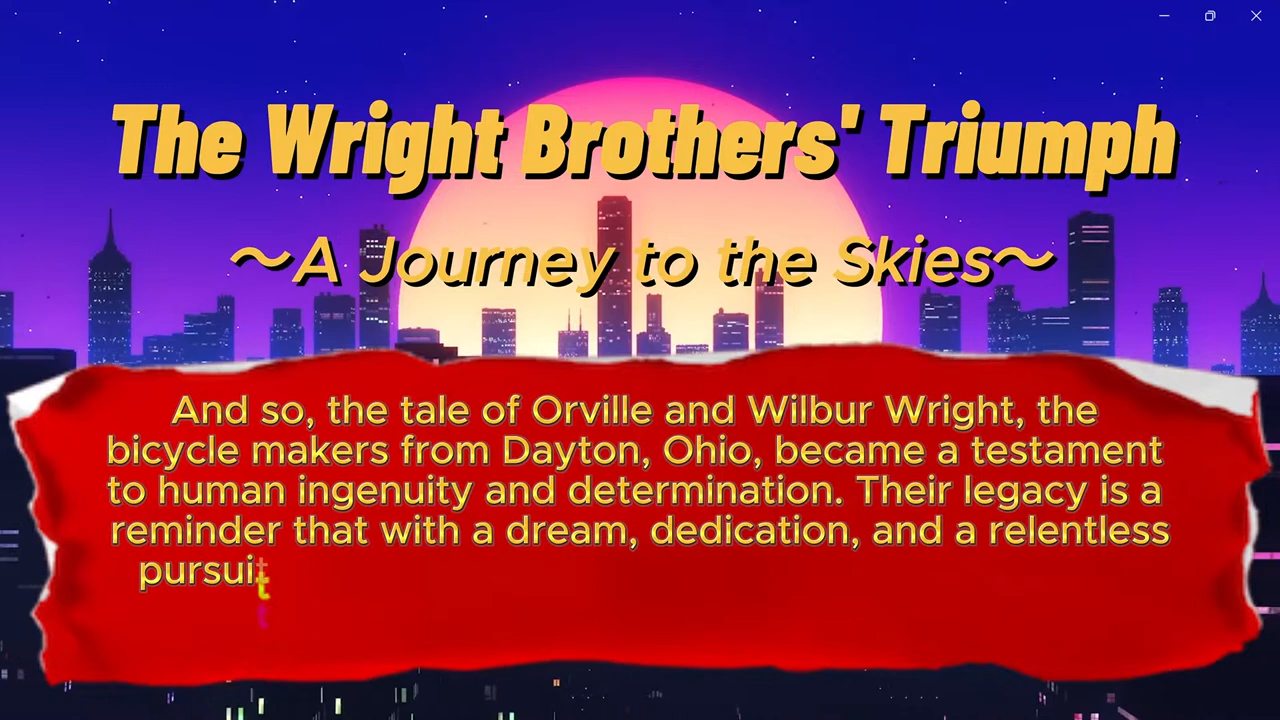 The Wright Brothers' Triumph
～A Journey to the Skies～
And so, the tale of Orville and Wilbur Wright, the
bicycle makers from Dayton, Ohio, became a testament
to human ingenuity and determination. Their legacy is a
reminder that with a dream, dedication, and a relentless
pursuit